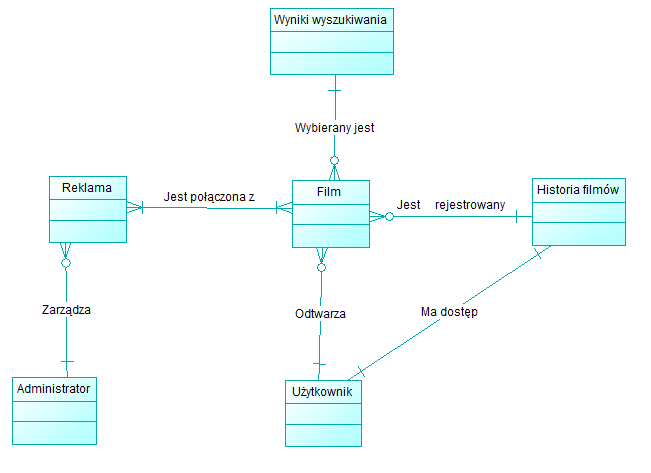 Wyniki wyszukiwania
Wybierany jest
Reklama
Jest połączona z
Film
Jest rejestrowany
Historia filmów
Zarządza
Odtwarza
Ma dostęp
Administrator
Użytkownik